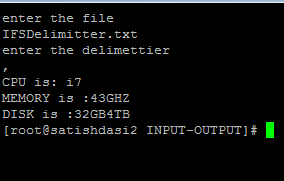 enter the file
IFSDelimitter.txt
enter the delimettier
,
CPU is: i7
MEMORY is :43GHZ
DISK is :32GB4TB
[root@satishdasi2 INPUT-OUTPUT]#